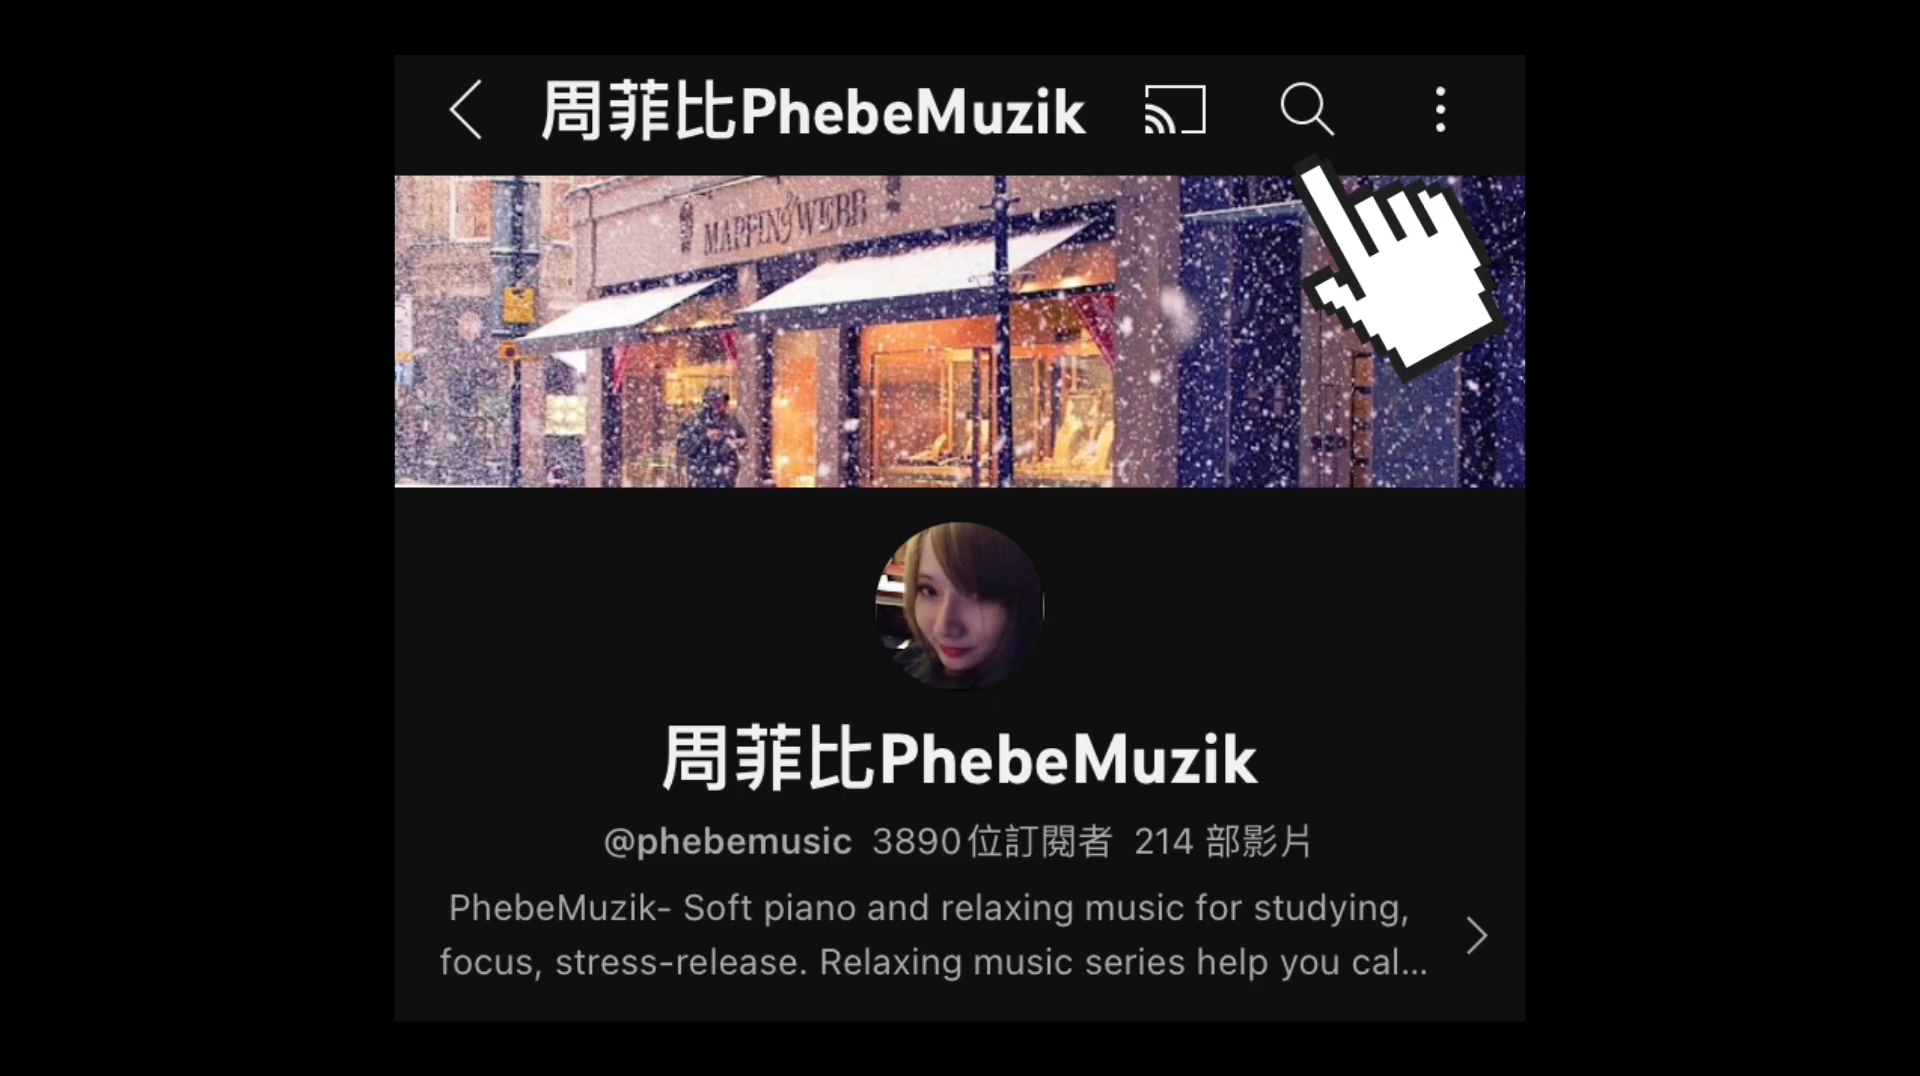 周菲比PhebeMuzik
MAPPIN & WEBB
周菲比PhebeMuzik
@phebemusic 3890位訂閱者 214 部影片
PhebeMuzik- Soft piano and relaxing music for studying,
focus, stress-release. Relaxing music series help you cal...